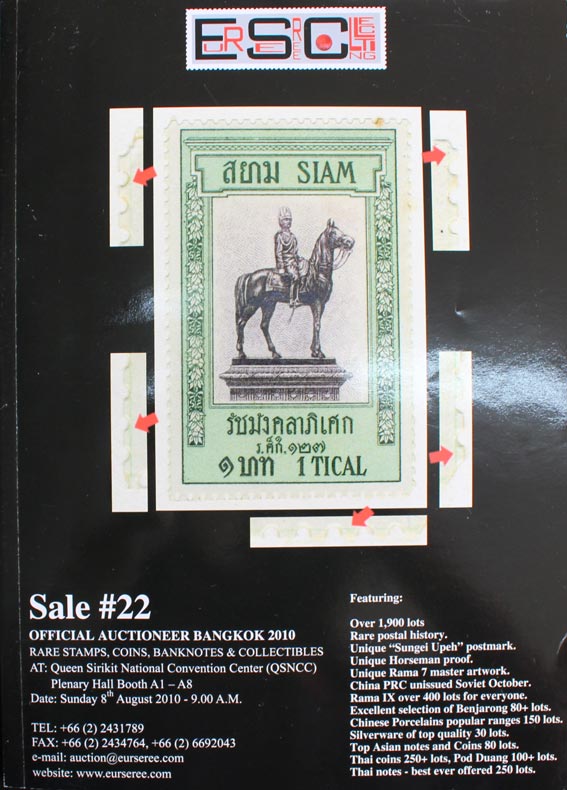 EURSEREE COLLECTING
สยาม SIAM
รัชมังคลาภิเศก
ร.ศ๊ก.๑๒๗
๑ บาท 1 TICAL
Sale #22
OFFICIAL AUCTIONEER BANGKOK 2010
RARE STAMPS, COINS, BANKNOTES & COLLECTIBLES
AT: Queen Sirikit National Convention Center (QSNCC)
Plenary Hall Booth A1 – A8
Date: Sunday 8th August 2010 - 9.00 A.M.
TEL: +66 (2) 2431789
FAX: +66 (2) 2434764, +66 (2) 6692043
e-mail: auction@eurseree.com
website: www.eurseree.com
Featuring:
Over 1,900 lots
Rare postal history.
Unique “Sungei Upeh” postmark.
Unique Horseman proof.
Unique Rama 7 master artwork.
China PRC unissued Soviet October.
Rama IX over 400 lots for everyone.
Excellent selection of Benjarong 80+ lots.
Chinese Porcelains popular ranges 150 lots.
Silverware of top quality 30 lots.
Top Asian notes and Coins 80 lots.
Thai coins 250+ lots, Pod Duang 100+ lots.
Thai notes - best ever offered 250 lots.